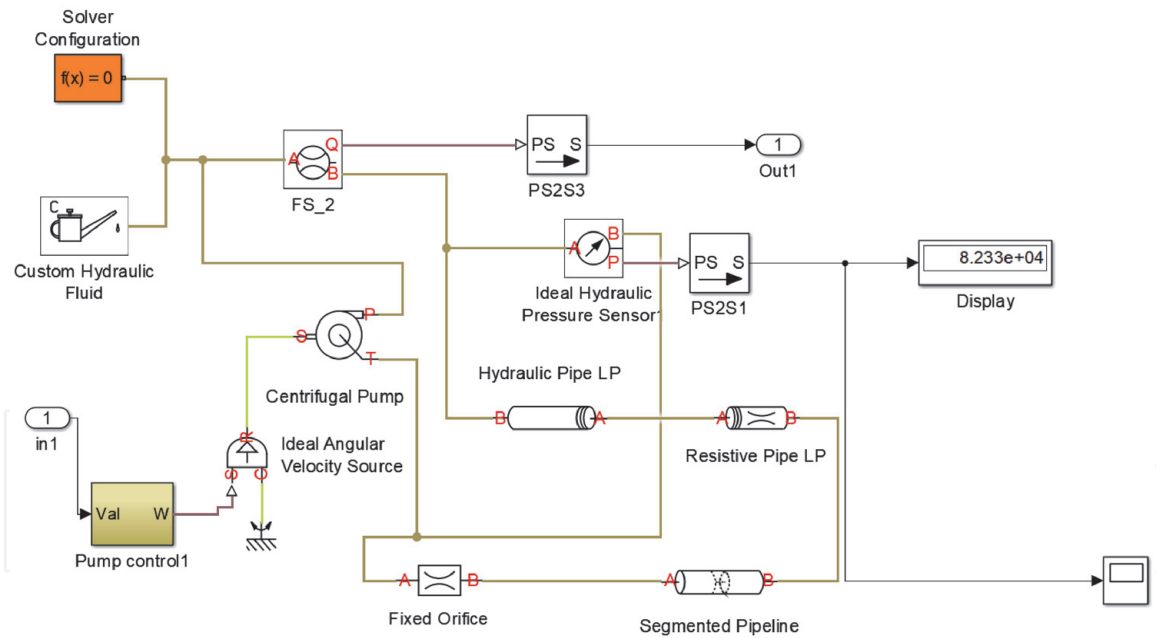 Solver
Configuration
f(x) = 0
C
Custom Hydraulic
Fluid
A
Q
B
FS_2
PS S
PS2S3
1
Out1
A
B
P
Ideal Hydraulic
Pressure Sensor1
PS S
PS2S1
8.233e+04
Display
P
S
T
Centrifugal Pump
Hydraulic Pipe LP
B
A
A
B
Resistive Pipe LP
1
in1
R
S
C
Ideal Angular
Velocity Source
Val W
Pump control1
A
B
Fixed Orifice
A
B
Segmented Pipeline